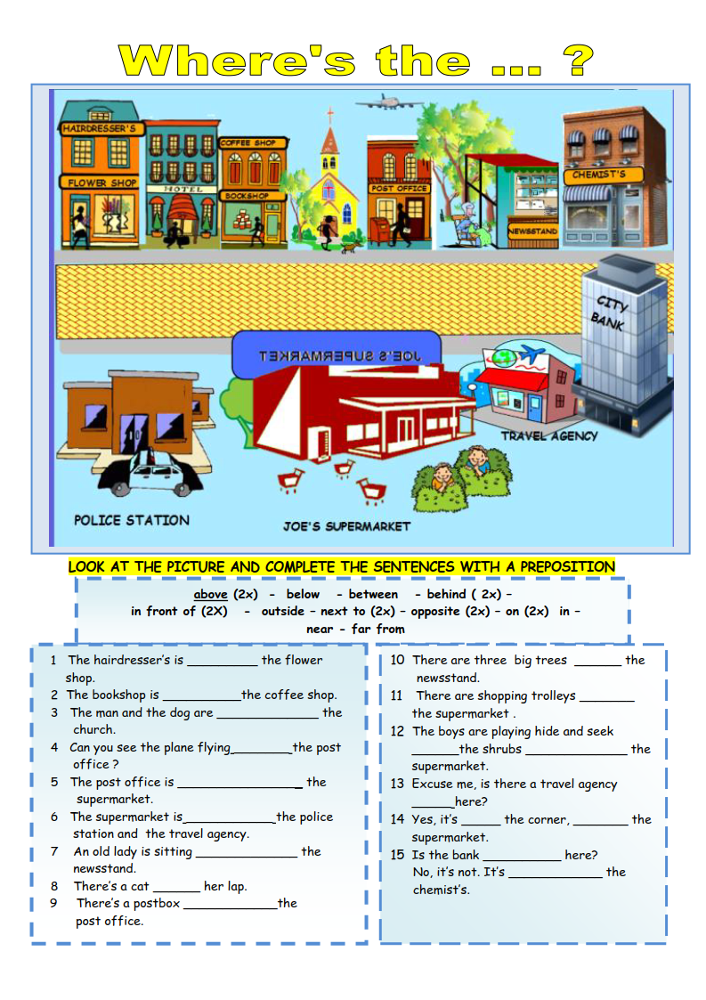 Where's the ... ?
HAIRDRESSER'S
COFFEE SHOP
CHEMIST'S
FLOWER SHOP
HOTEL
POST OFFICE
BOOKSHOP
NEWSSTAND
CITY
BANK
JOE'S SUPERMARKET
TRAVEL AGENCY
POLICE STATION
JOE'S SUPERMARKET
LOOK AT THE PICTURE AND COMPLETE THE SENTENCES WITH A PREPOSITION
above (2x) - below - between - behind ( 2x) –
in front of (2X) - outside – next to (2x) – opposite (2x) – on (2x) in –
near - far from
1 The hairdresser's is __________ the flower
shop.
2 The bookshop is ___________the coffee shop.
3 The man and the dog are ______________ the
church.
4 Can you see the plane flying ________ the post
office ?
5 The post office is _________________ the
supermarket.
6 The supermarket is _____________ the police
station and the travel agency.
7 An old lady is sitting ______________ the
newsstand.
8 There's a cat ______ her lap.
9 There's a postbox _____________the
post office.
10 There are three big trees ______ the
newsstand.
11 There are shopping trolleys _______
the supermarket .
12 The boys are playing hide and seek
______the shrubs ______________ the
supermarket.
13 Excuse me, is there a travel agency
______here?
14 Yes, it's _____ the corner, _______ the
supermarket.
15 Is the bank __________ here?
No, it's not. It's _____________ the
chemist's.